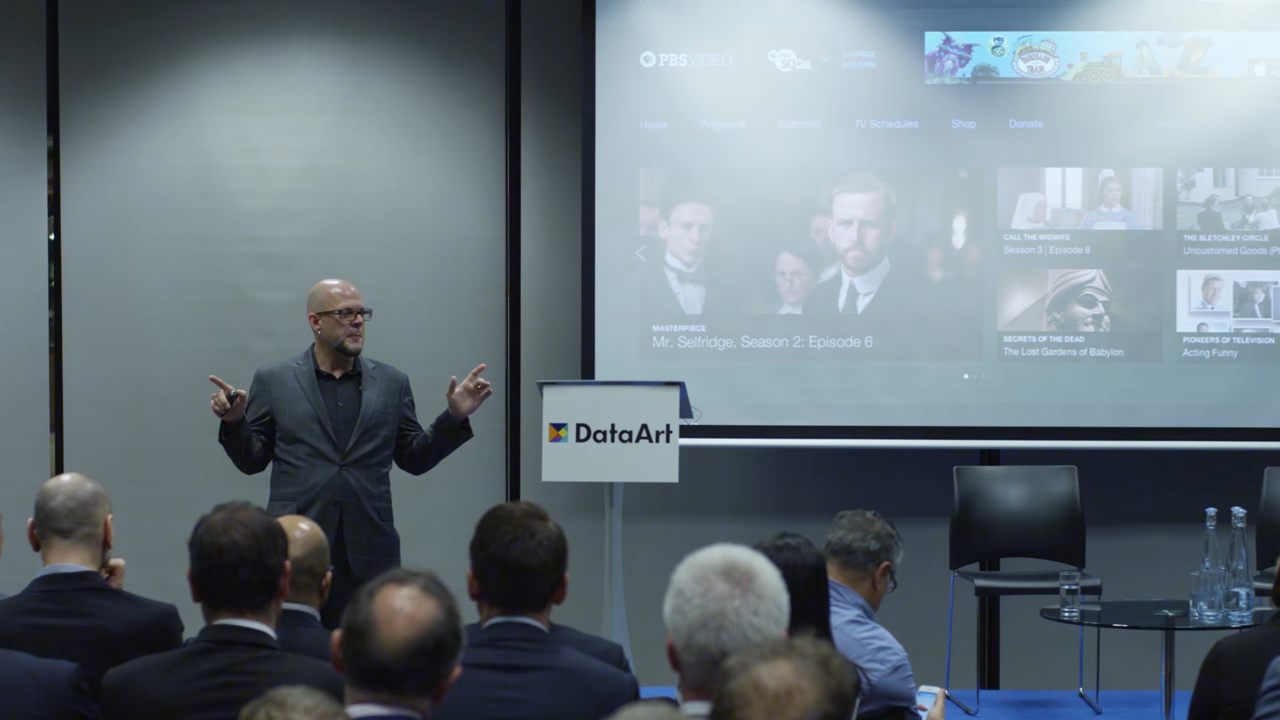 PBS VIDEO
CHANGE
STATION
Home Programs Watchlist TV Schedules Shop Donate
MASTERPIECE
Mr. Selfridge, Season 2: Episode 6
CALL THE MIDWIFE
Season 3 | Episode 6
THE BLETCHLEY CIRCLE
Uncustomed Goods (P
SECRETS OF THE DEAD
The Lost Gardens of Babylon
PIONEERS OF TELEVISION
Acting Funny
DataArt